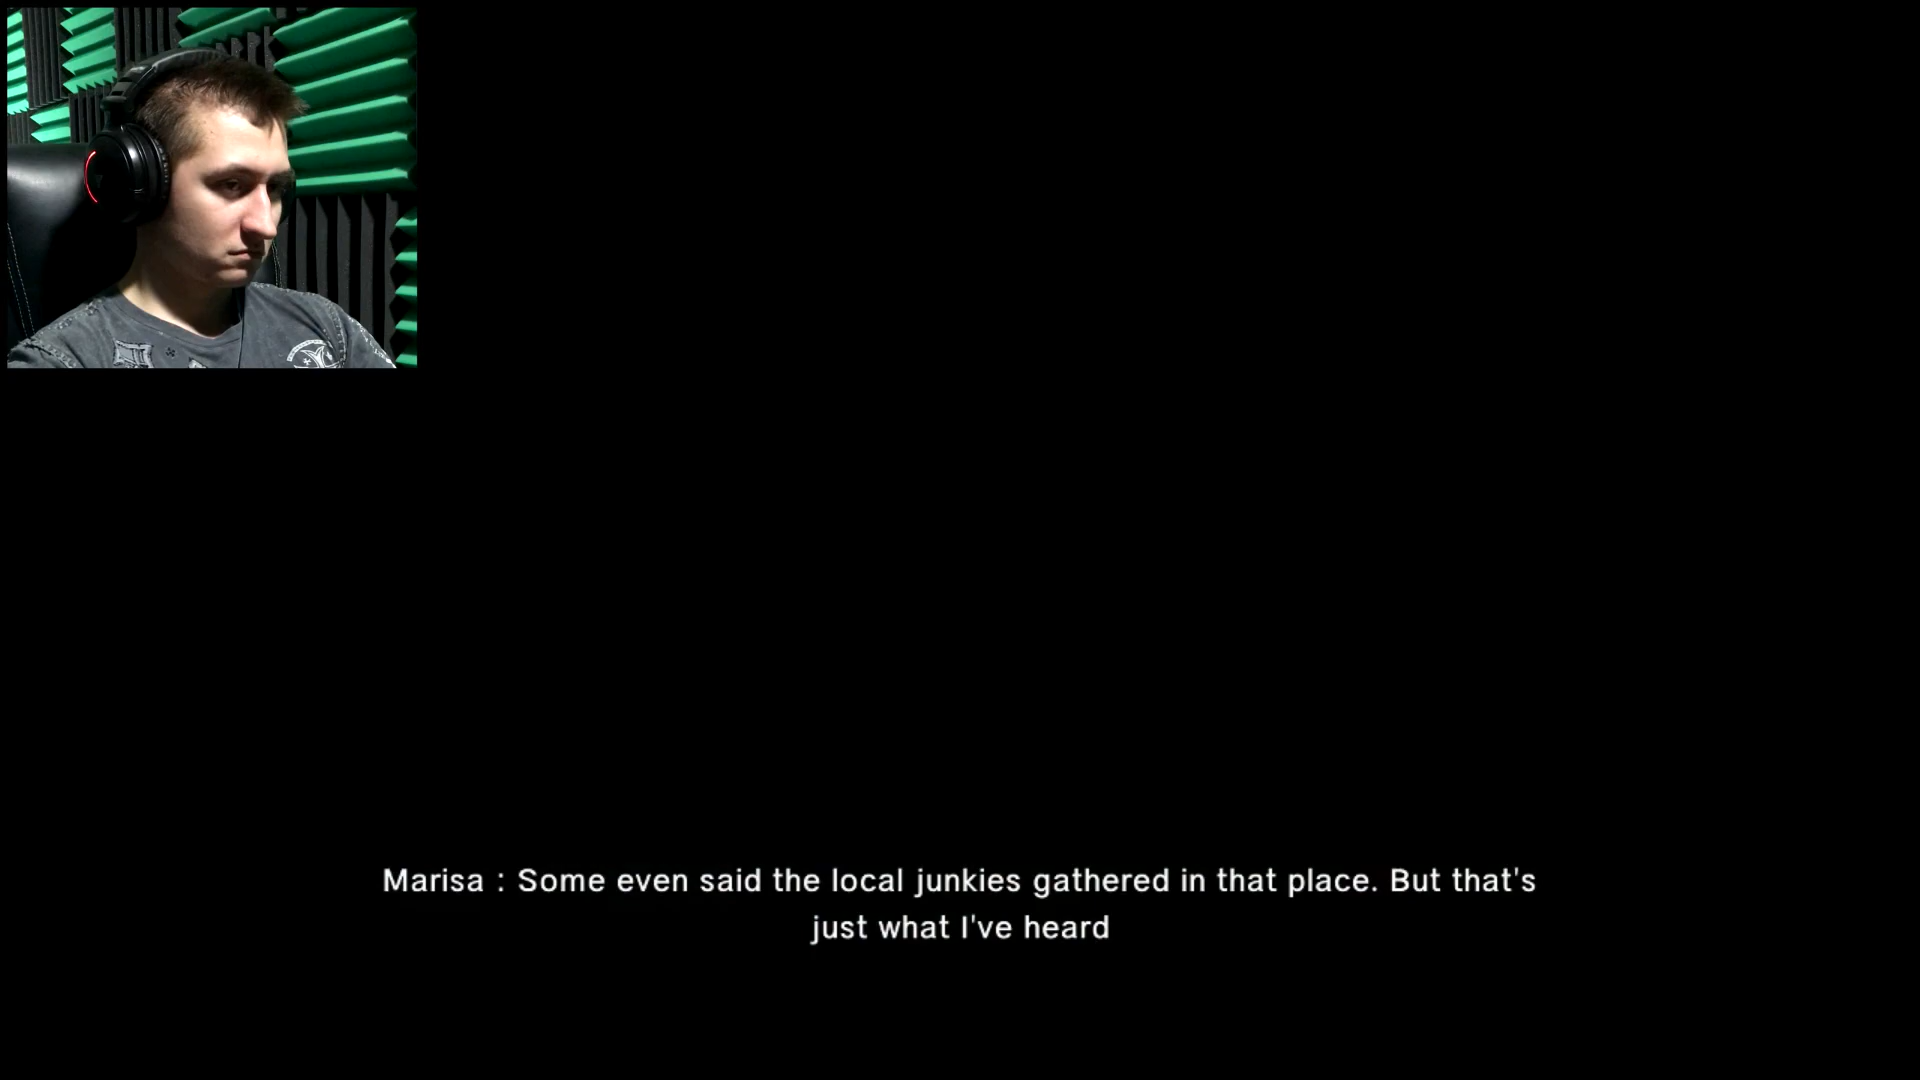 Marisa : Some even said the local junkies gathered in that place. But that's
just what I've heard